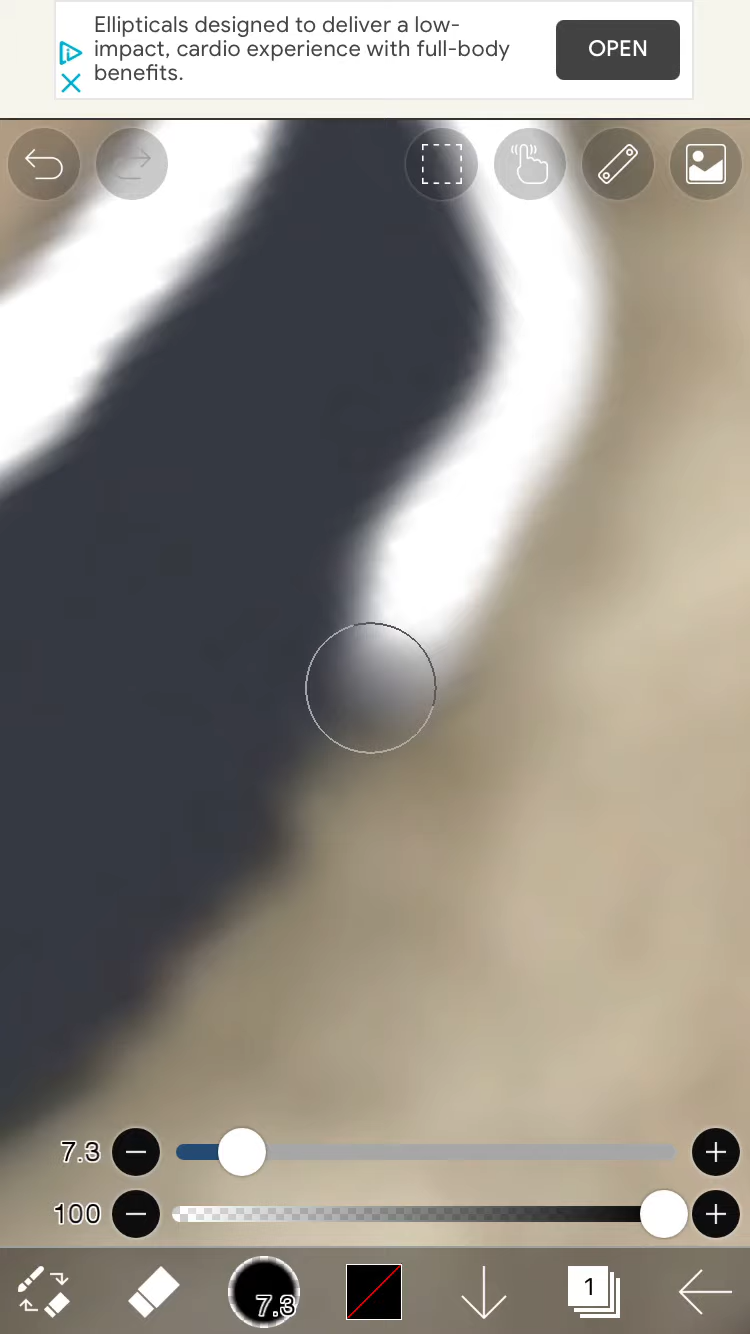 Ellipticals designed to deliver a low-
impact, cardio experience with full-body
benefits.
OPEN
7.3
100
7.3
1